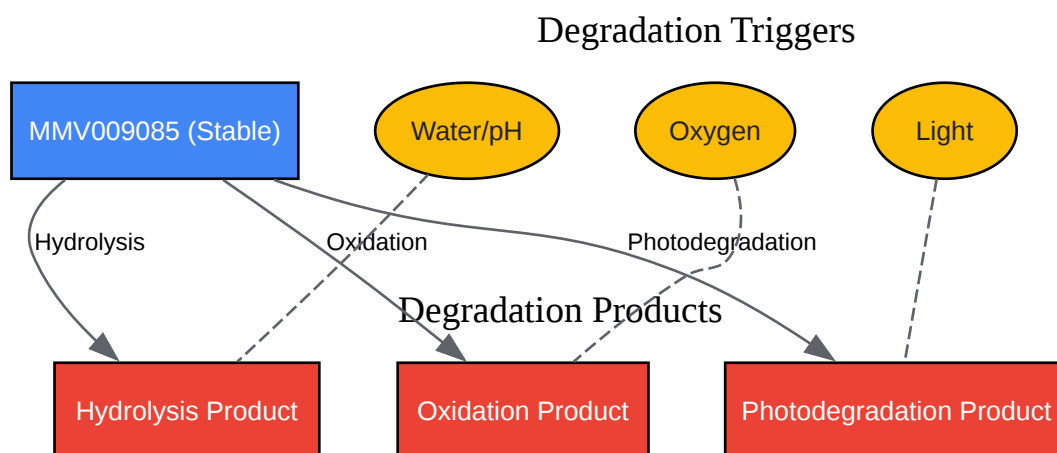 Degradation Triggers
MMV009085 (Stable)
Water/pH
Oxygen
Light
Hydrolysis
Oxidation
Photodegradation
Degradation Products
Hydrolysis Product
Oxidation Product
Photodegradation Product